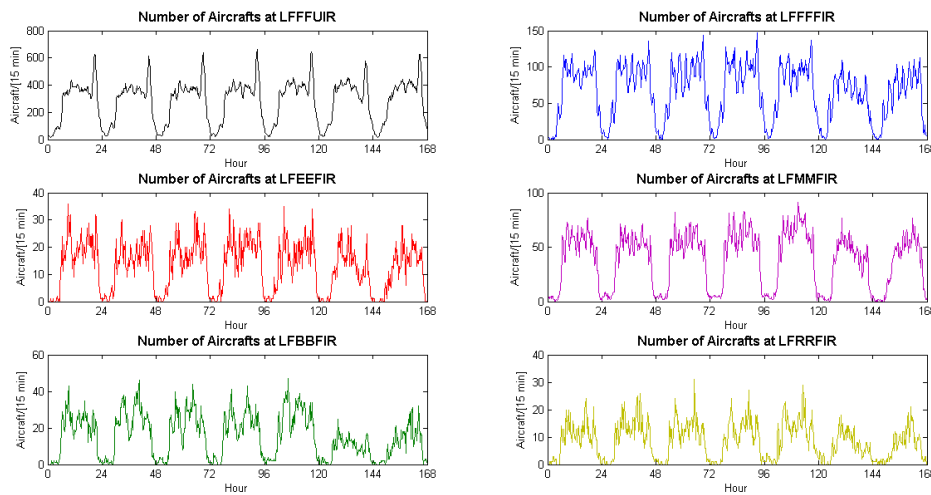 Number of Aircrafts at LFFFUIR
Aircraft/[15 min]
800
600
400
200
0
0 24 48 72 96 120 144 168
Hour
Number of Aircrafts at LFFFFIR
Aircraft/[15 min]
150
100
50
0
0 24 48 72 96 120 144 168
Hour
Number of Aircrafts at LFEEFIR
Aircraft/[15 min]
40
30
20
10
0
0 24 48 72 96 120 144 168
Hour
Number of Aircrafts at LFMMFIR
Aircraft/[15 min]
100
50
0
0 24 48 72 96 120 144 168
Hour
Number of Aircrafts at LFBBFIR
Aircraft/[15 min]
60
40
20
0
0 24 48 72 96 120 144 168
Hour
Number of Aircrafts at LFRRFIR
Aircraft/[15 min]
40
30
20
10
0
0 24 48 72 96 120 144 168
Hour